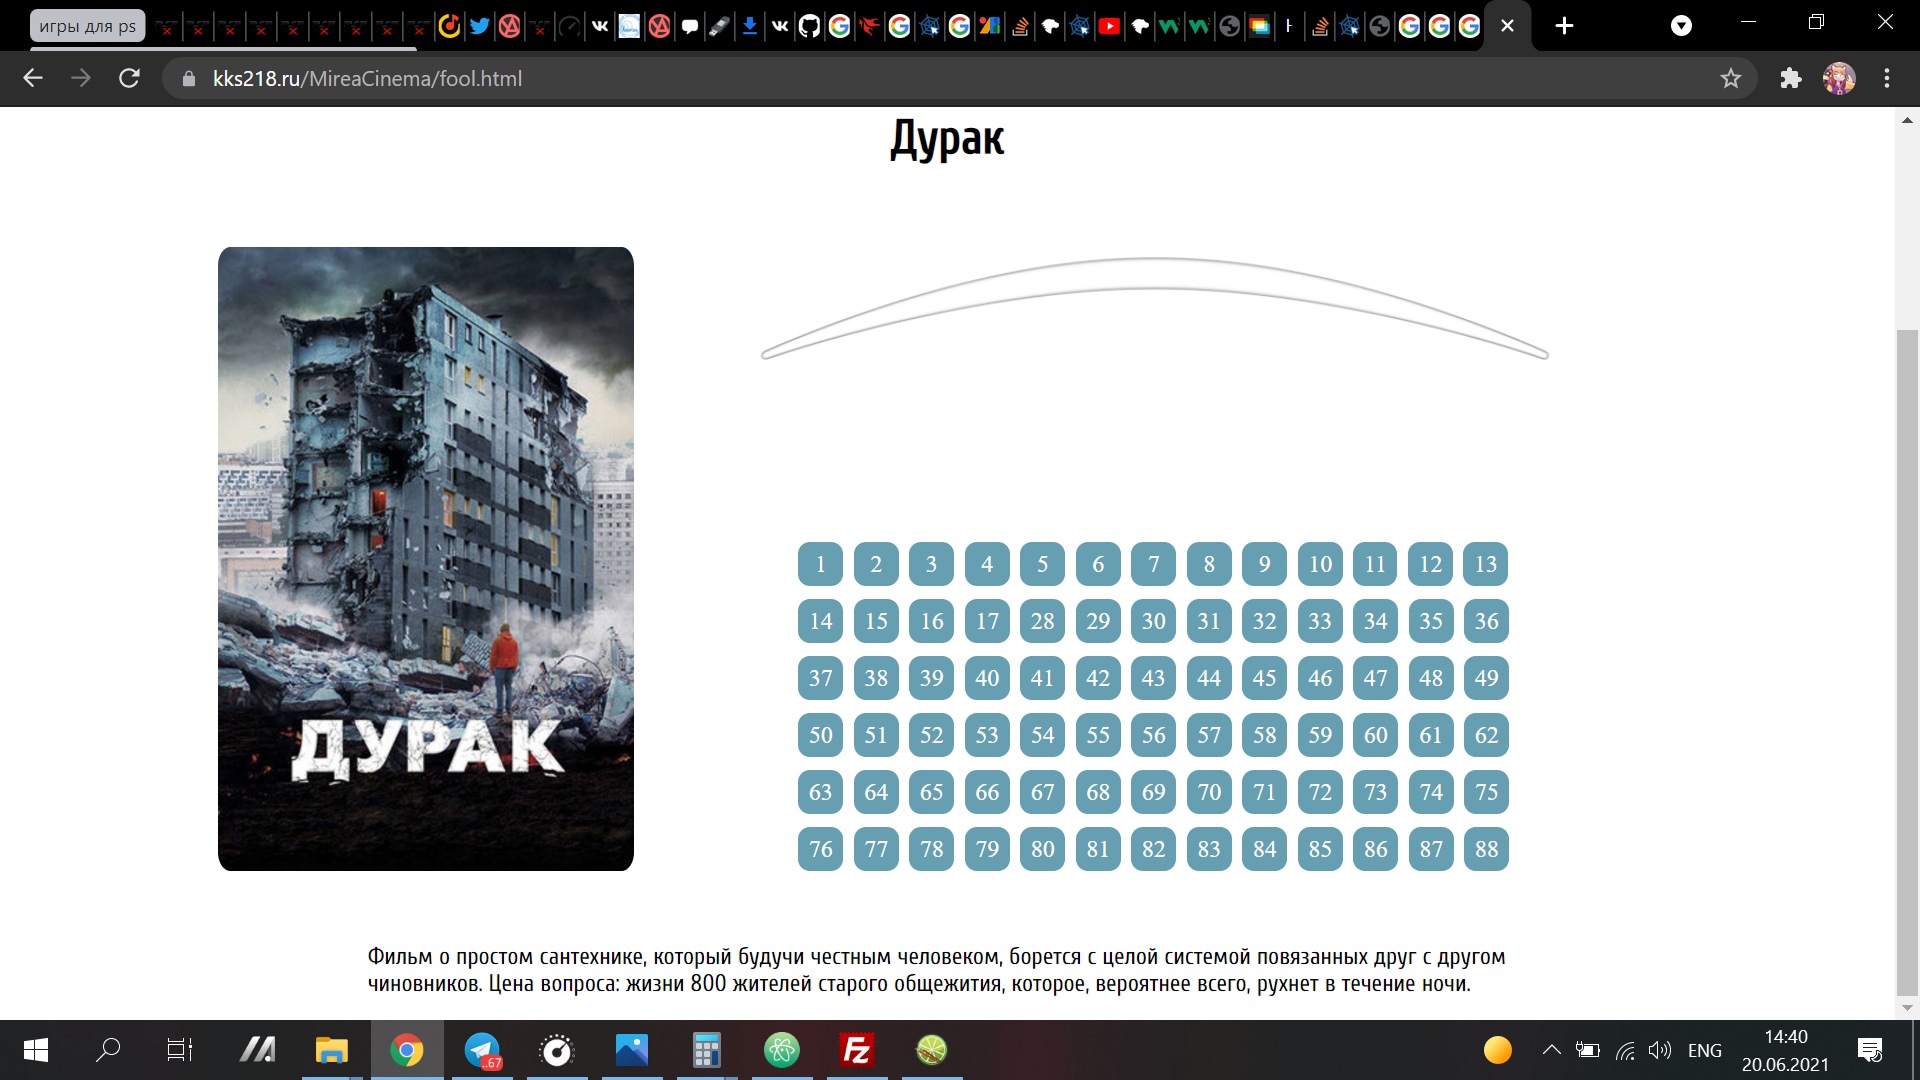 игры для ps
kks218.ru/MireaCinema/fool.html
Дурак
ДУРАК
1 2 3 4 5 6 7 8 9 10 11 12 13
14 15 16 17 28 29 30 31 32 33 34 35 36
37 38 39 40 41 42 43 44 45 46 47 48 49
50 51 52 53 54 55 56 57 58 59 60 61 62
63 64 65 66 67 68 69 70 71 72 73 74 75
76 77 78 79 80 81 82 83 84 85 86 87 88
Фильм о простом сантехнике, который будучи честным человеком, борется с целой системой повязанных друг с другом
чиновников. Цена вопроса: жизни 800 жителей старого общежития, которое, вероятнее всего, рухнет в течение ночи.
..67
Fz
ENG
14:40
20.06.2021